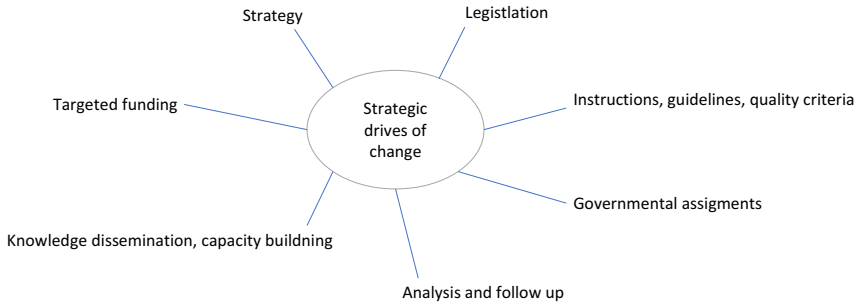 Strategy
Legistlation
Targeted funding
Strategic
drives of
change
Instructions, guidelines, quality criteria
Governmental assigments
Knowledge dissemination, capacity buildning
Analysis and follow up